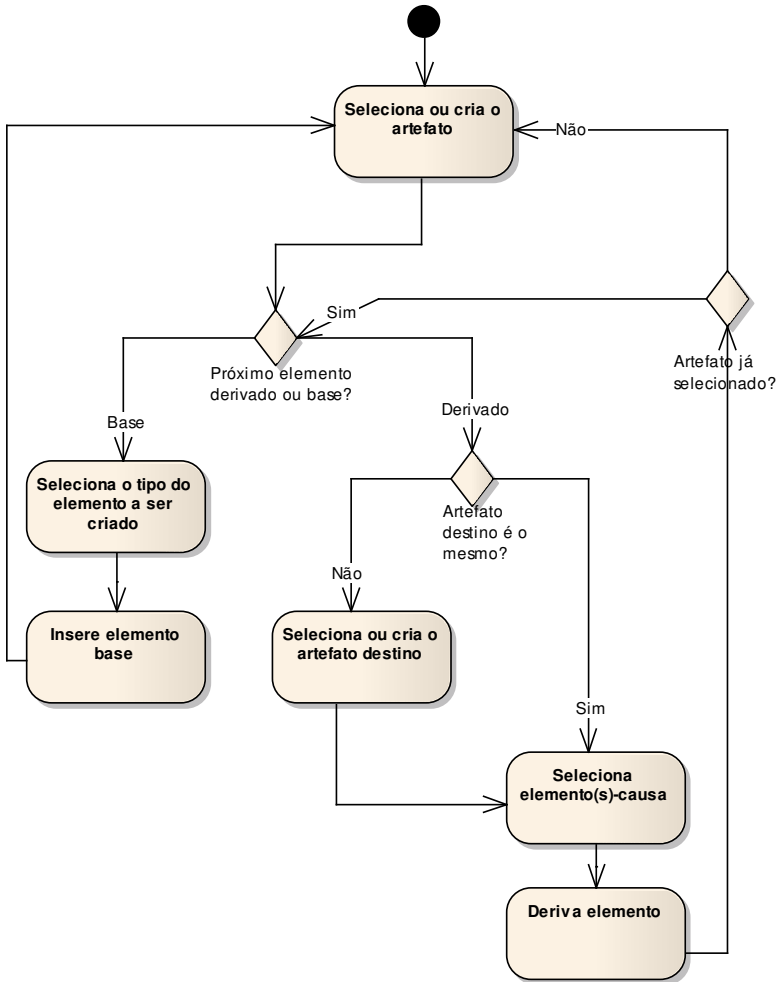 Seleciona ou cria o
artefato
Não
Sim
Próximo elemento
derivado ou base?
Artefato já
selecionado?
Base
Derivado
Seleciona o tipo do
elemento a ser
criado
Artefato
destino é o
mesmo?
Não
Insere elemento
base
Seleciona ou cria o
artefato destino
Sim
Seleciona
elemento(s)-causa
Deriva elemento